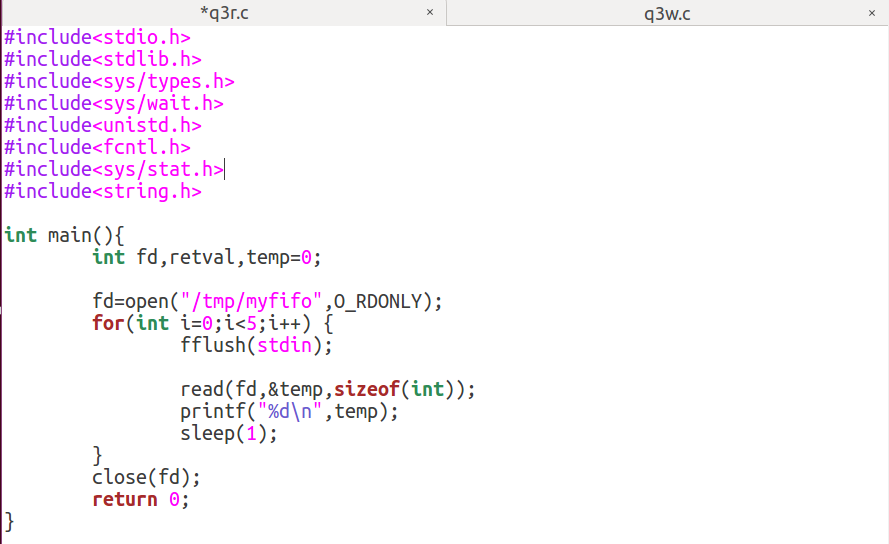 *q3r.c × q3w.c ×
#include<stdio.h>
#include<stdlib.h>
#include<sys/types.h>
#include<sys/wait.h>
#include<unistd.h>
#include<fcntl.h>
#include<sys/stat.h>
#include<string.h>
int main(){
        int fd,retval,temp=0;
        fd=open("/tmp/myfifo",O_RDONLY);
        for(int i=0;i<5;i++) {
                fflush(stdin);
                read(fd,&temp,sizeof(int));
                printf("%d\n",temp);
                sleep(1);
        }
        close(fd);
        return 0;
}